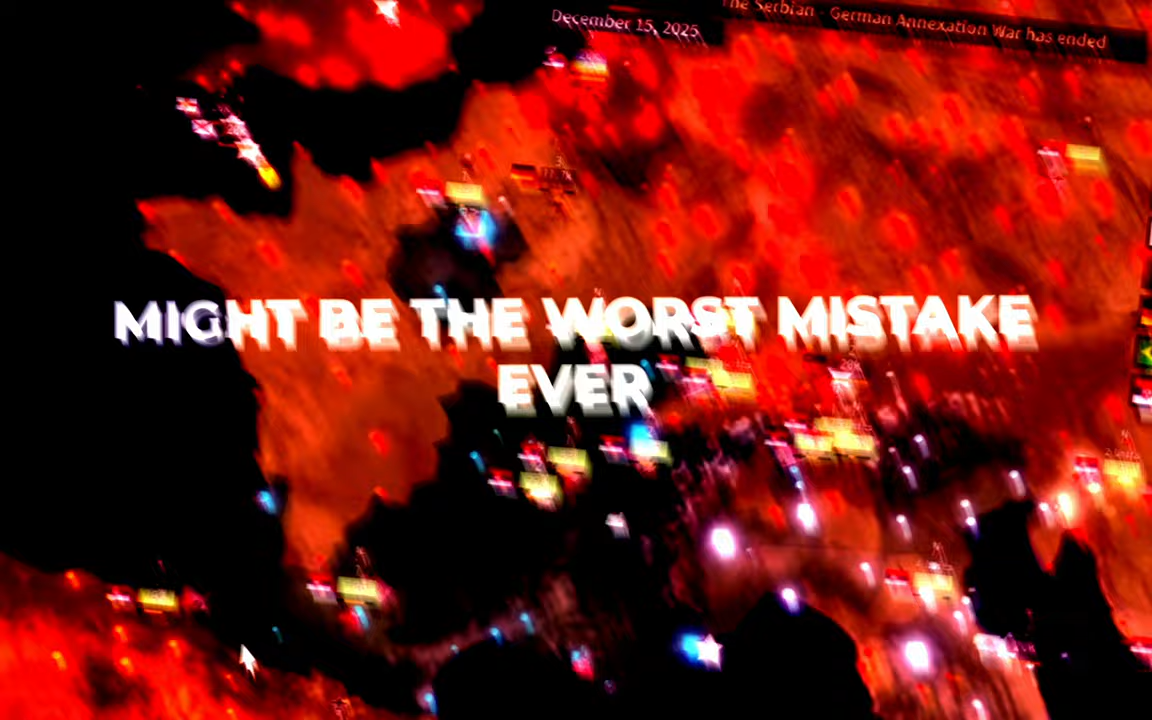 The Serbian - German Annexation War has ended
December 15, 2025
MIGHT BE THE WORST MISTAKE
EVER